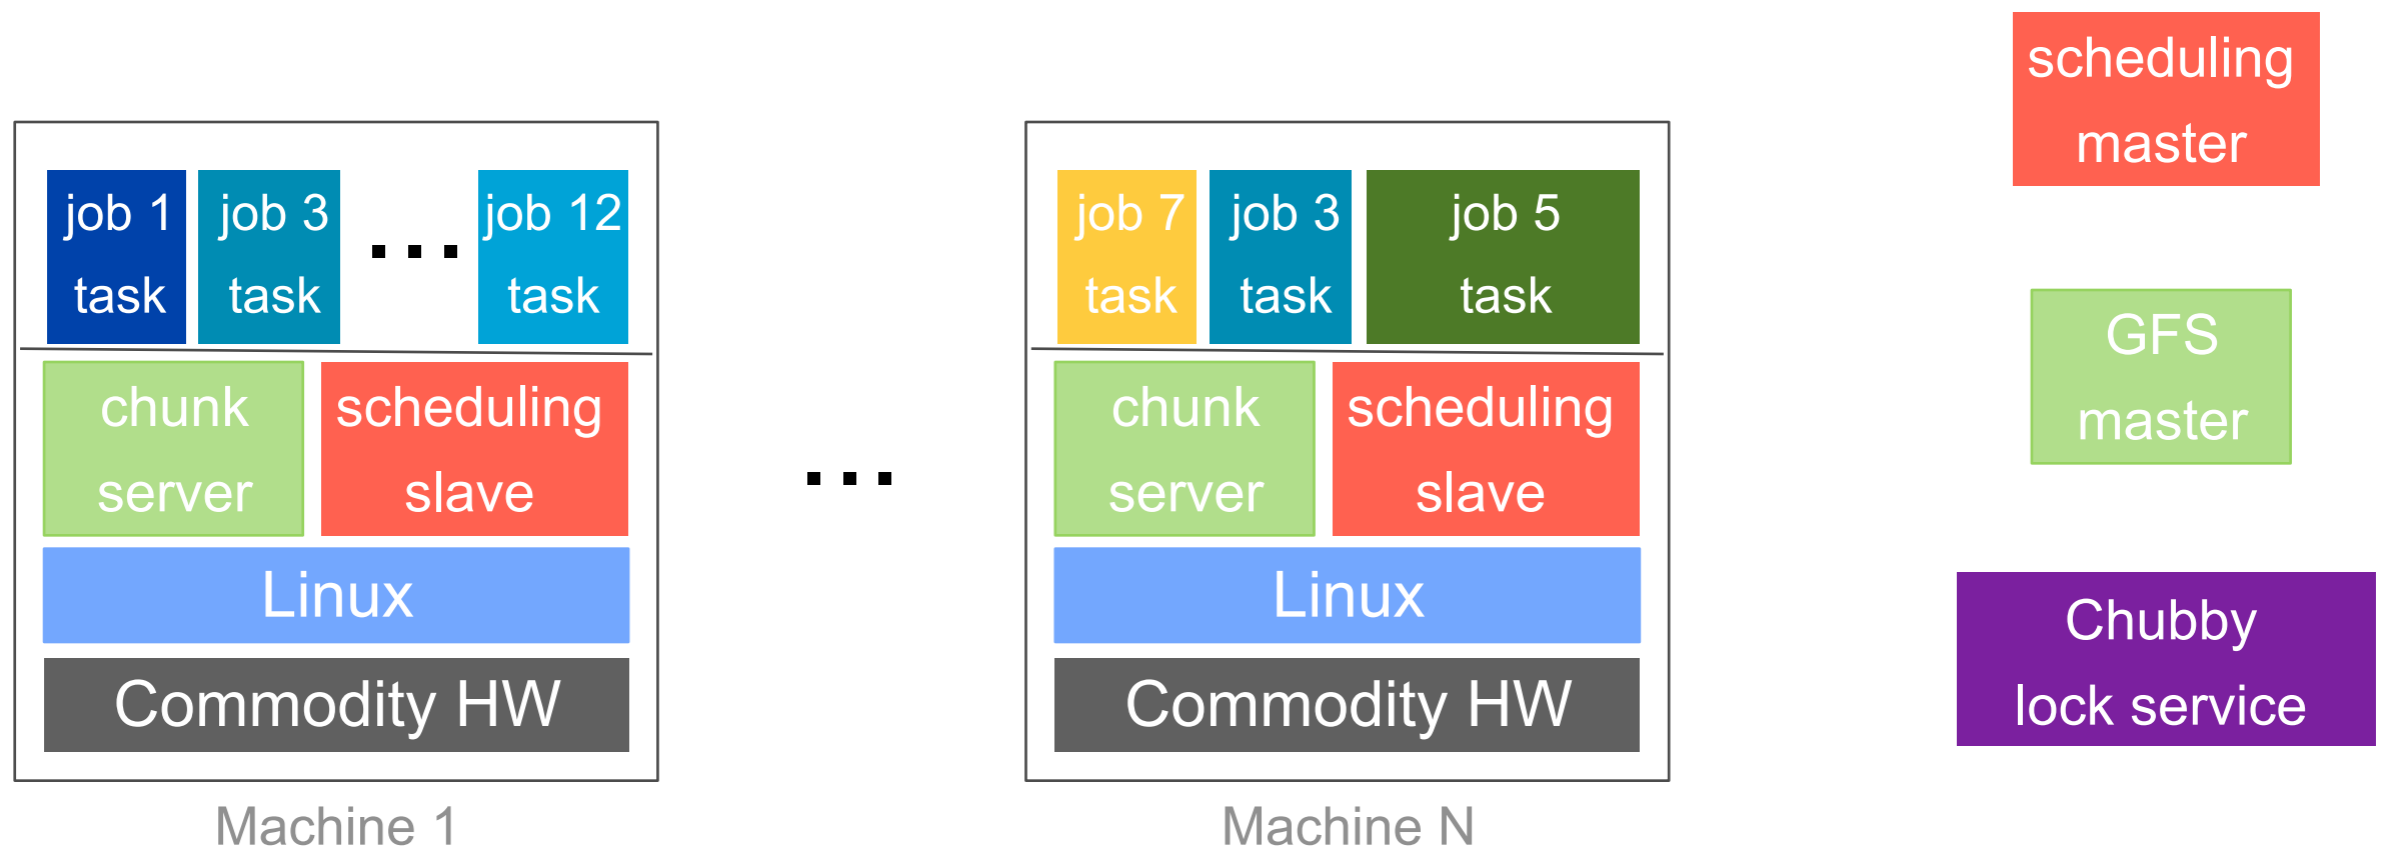 job 1
task
job 3
task
...
job 12
task
chunk
server
scheduling
slave
Linux
Commodity HW
Machine 1
...
job 7
task
job 3
task
job 5
task
chunk
server
scheduling
slave
Linux
Commodity HW
Machine N
scheduling
master
GFS
master
Chubby
lock service